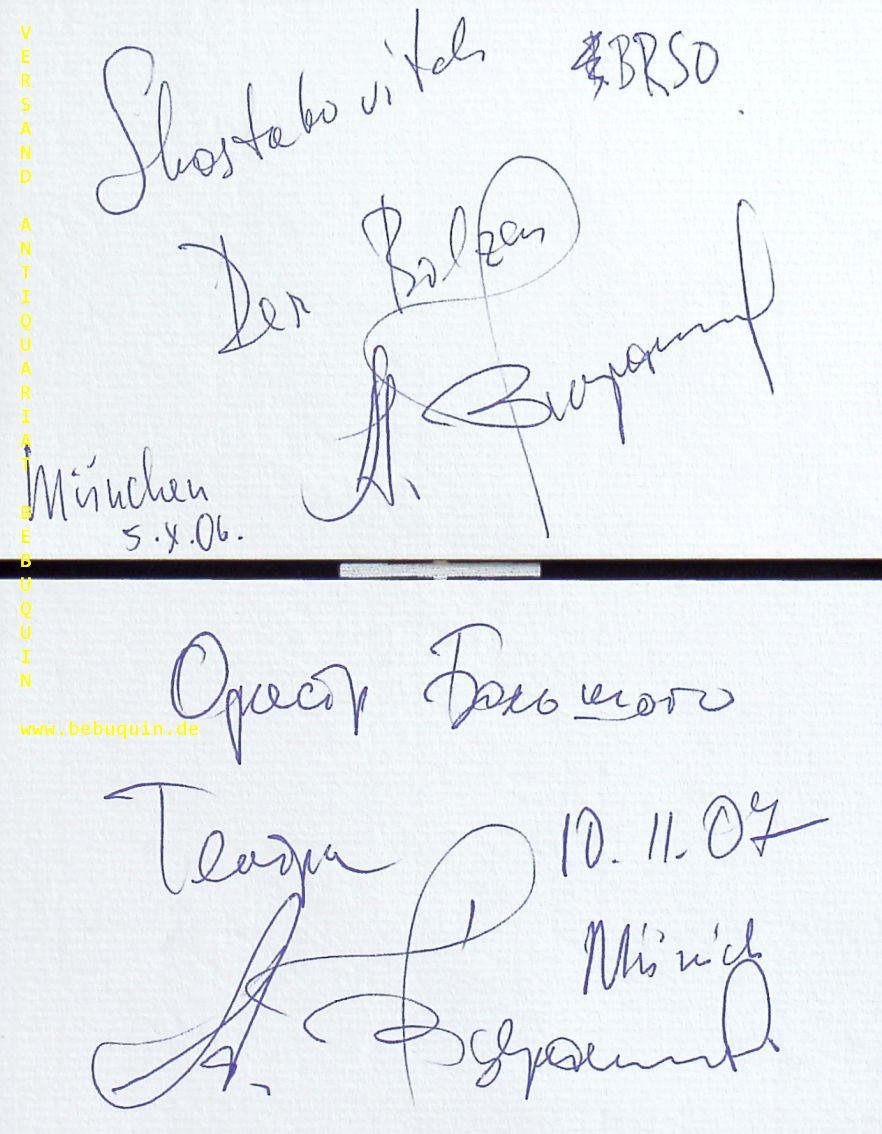 Shostakovitch BRSO
Der Bolzen
А.
München
5.X.06.
Оркестр Большого
Театра
10.11.07
Münich
А.
VERSAND ANTIQUARIAT BEBUQUIN
www.bebuquin.de